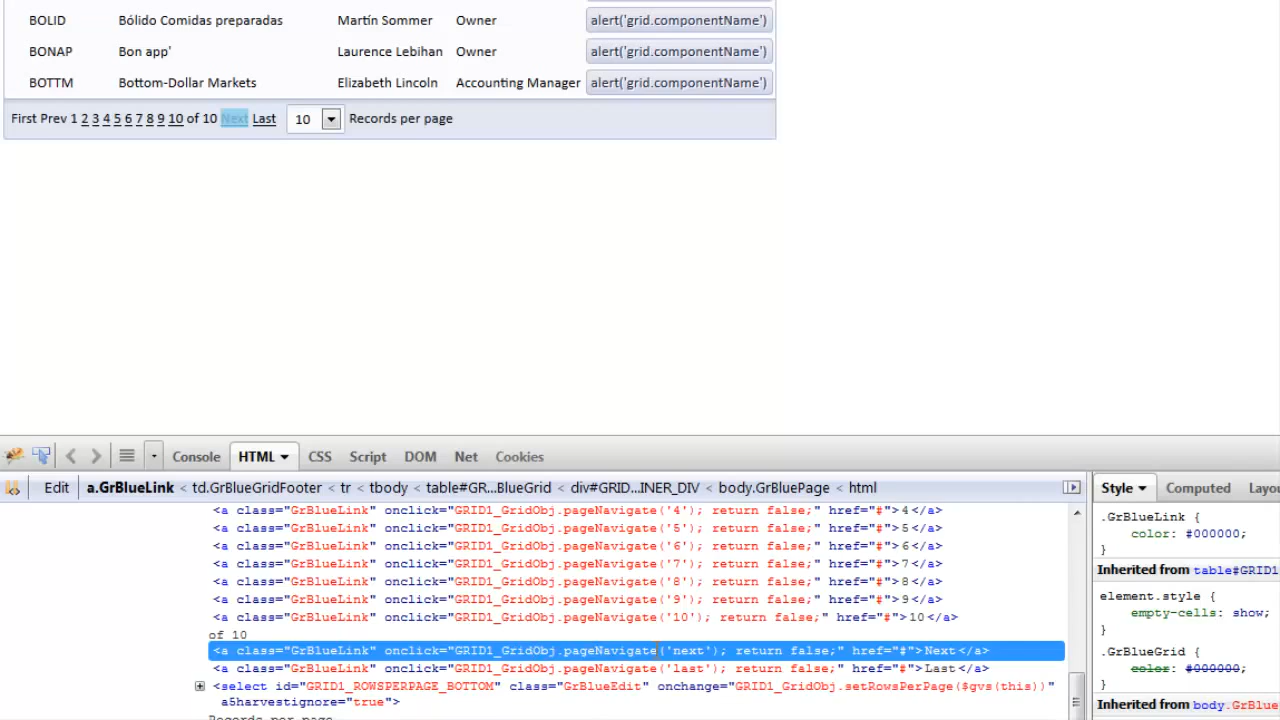 BOLID Bólido Comidas preparadas Martín Sommer Owner alert('grid.componentName')
BONAP Bon app' Laurence Lebihan Owner alert('grid.componentName')
BOTTM Bottom-Dollar Markets Elizabeth Lincoln Accounting Manager alert('grid.componentName')
First Prev 1 2 3 4 5 6 7 8 9 10 of 10 Next Last 10 Records per page
Console HTML CSS Script DOM Net Cookies
Edit a.GrBlueLink < td.GrBlueGridFooter < tr < tbody < table#GR...BlueGrid < div#GRID...INER_DIV < body.GrBluePage < html
Style Computed Layou
<a class="GrBlueLink" onclick="GRID1_GridObj.pageNavigate('4'); return false;" href="#">4</a>
<a class="GrBlueLink" onclick="GRID1_GridObj.pageNavigate('5'); return false;" href="#">5</a>
<a class="GrBlueLink" onclick="GRID1_GridObj.pageNavigate('6'); return false;" href="#">6</a>
<a class="GrBlueLink" onclick="GRID1_GridObj.pageNavigate('7'); return false;" href="#">7</a>
<a class="GrBlueLink" onclick="GRID1_GridObj.pageNavigate('8'); return false;" href="#">8</a>
<a class="GrBlueLink" onclick="GRID1_GridObj.pageNavigate('9'); return false;" href="#">9</a>
<a class="GrBlueLink" onclick="GRID1_GridObj.pageNavigate('10'); return false;" href="#">10</a>
of 10
<a class="GrBlueLink" onclick="GRID1_GridObj.pageNavigate('next'); return false;" href="#">Next</a>
<a class="GrBlueLink" onclick="GRID1_GridObj.pageNavigate('last'); return false;" href="#">Last</a>
<select id="GRID1_ROWSPERPAGE_BOTTOM" class="GrBlueEdit" onchange="GRID1_GridObj.setRowsPerPage($gvs(this))"
a5harvestignore="true">
Records per page
.GrBlueLink {
color: #000000;
}
Inherited from table#GRID1
element.style {
empty-cells: show;
}
.GrBlueGrid {
color: #000000;
}
Inherited from body.GrBlue